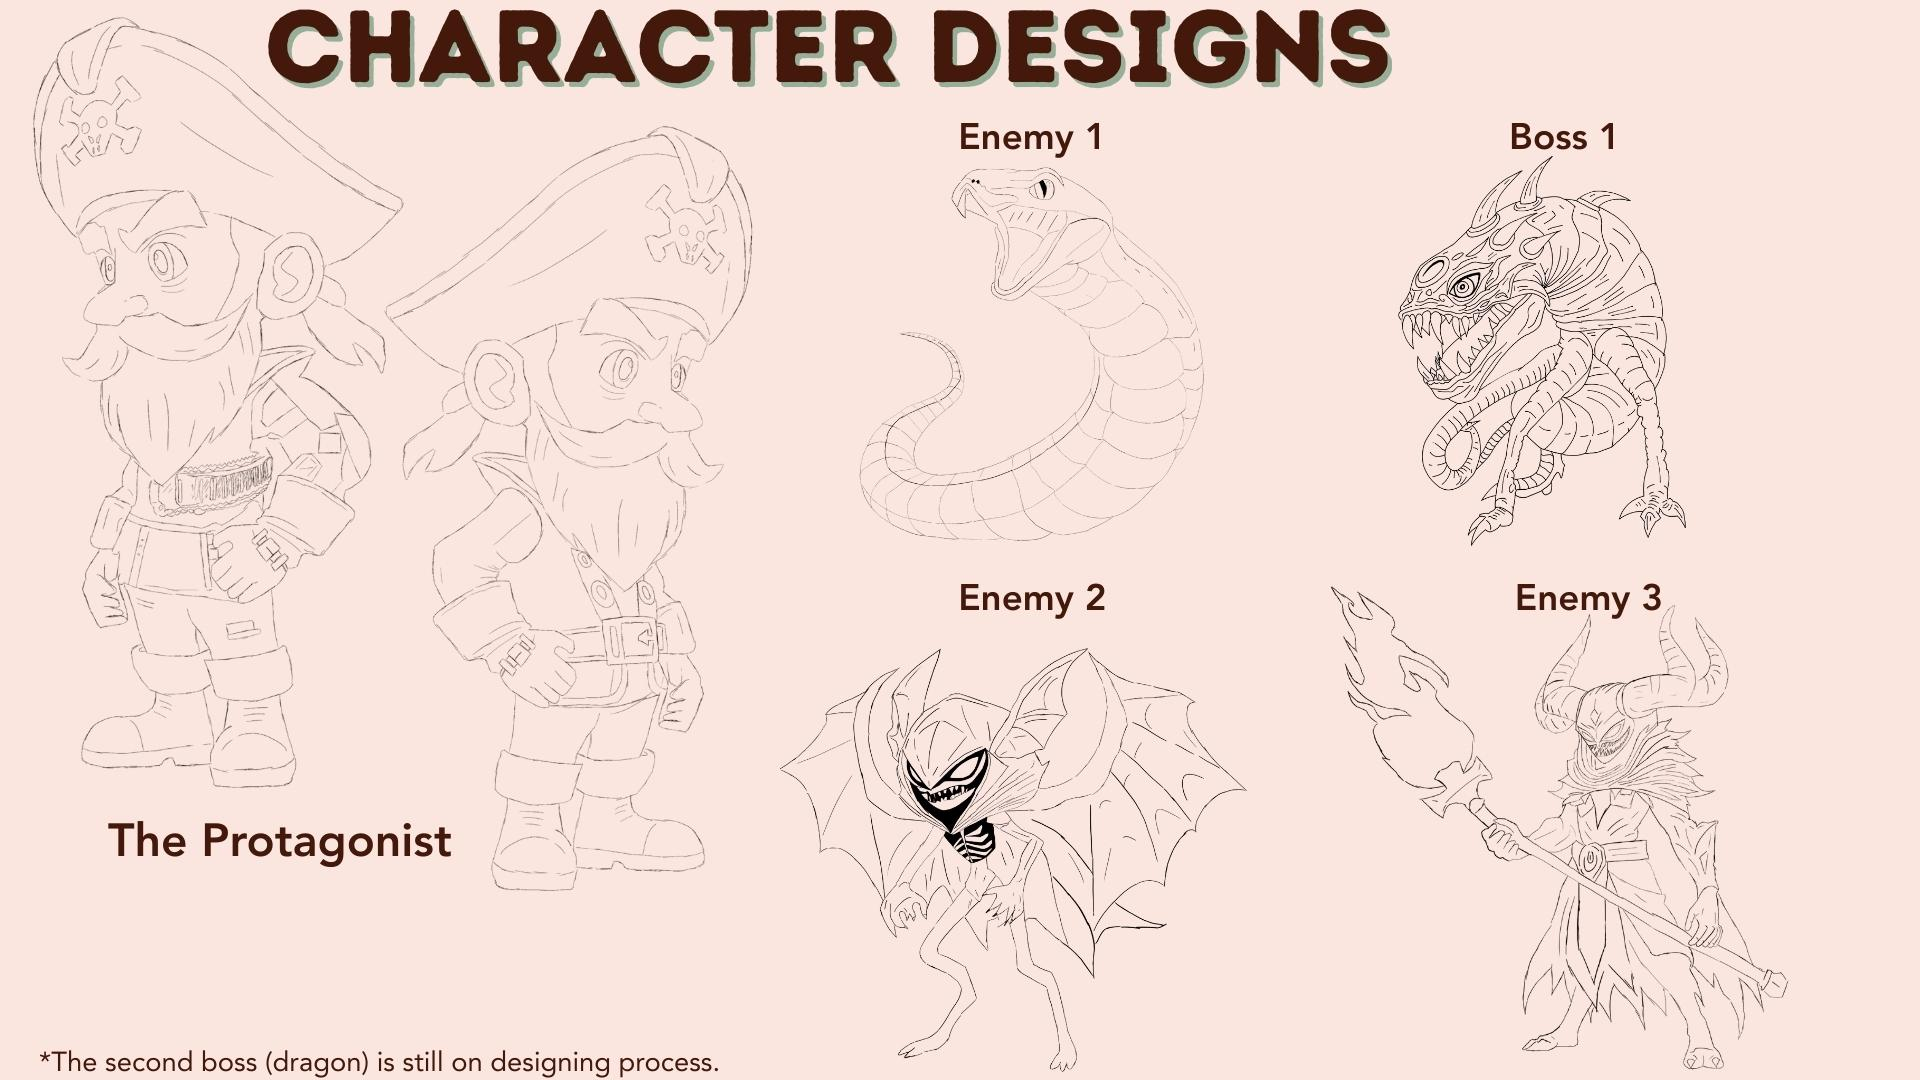 CHARACTER DESIGNS
Enemy 1
Boss 1
Enemy 2
Enemy 3
The Protagonist
*The second boss (dragon) is still on designing process.